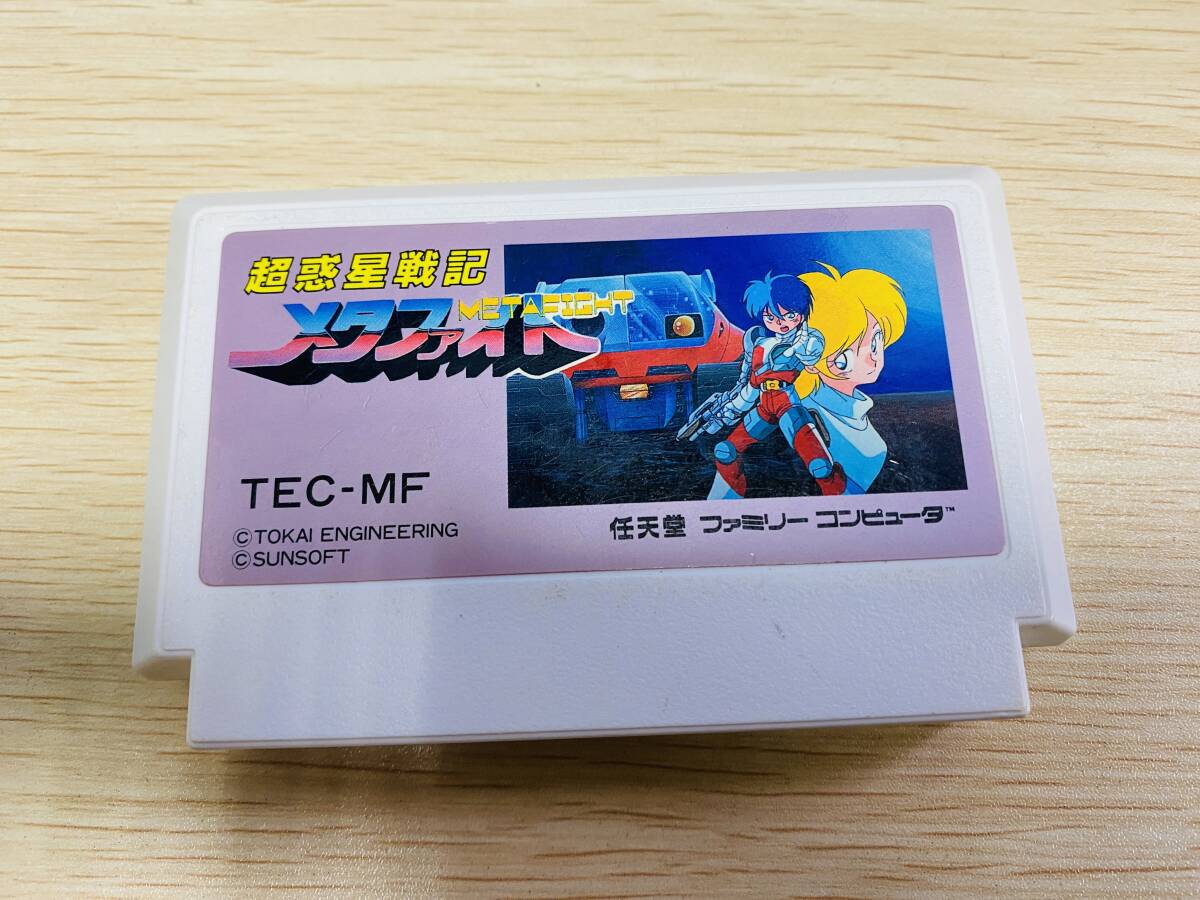 超惑星戦記
METAFIGHT
メタファイト
TEC-MF
©TOKAI ENGINEERING
©SUNSOFT
任天堂 ファミリー コンピュータ™